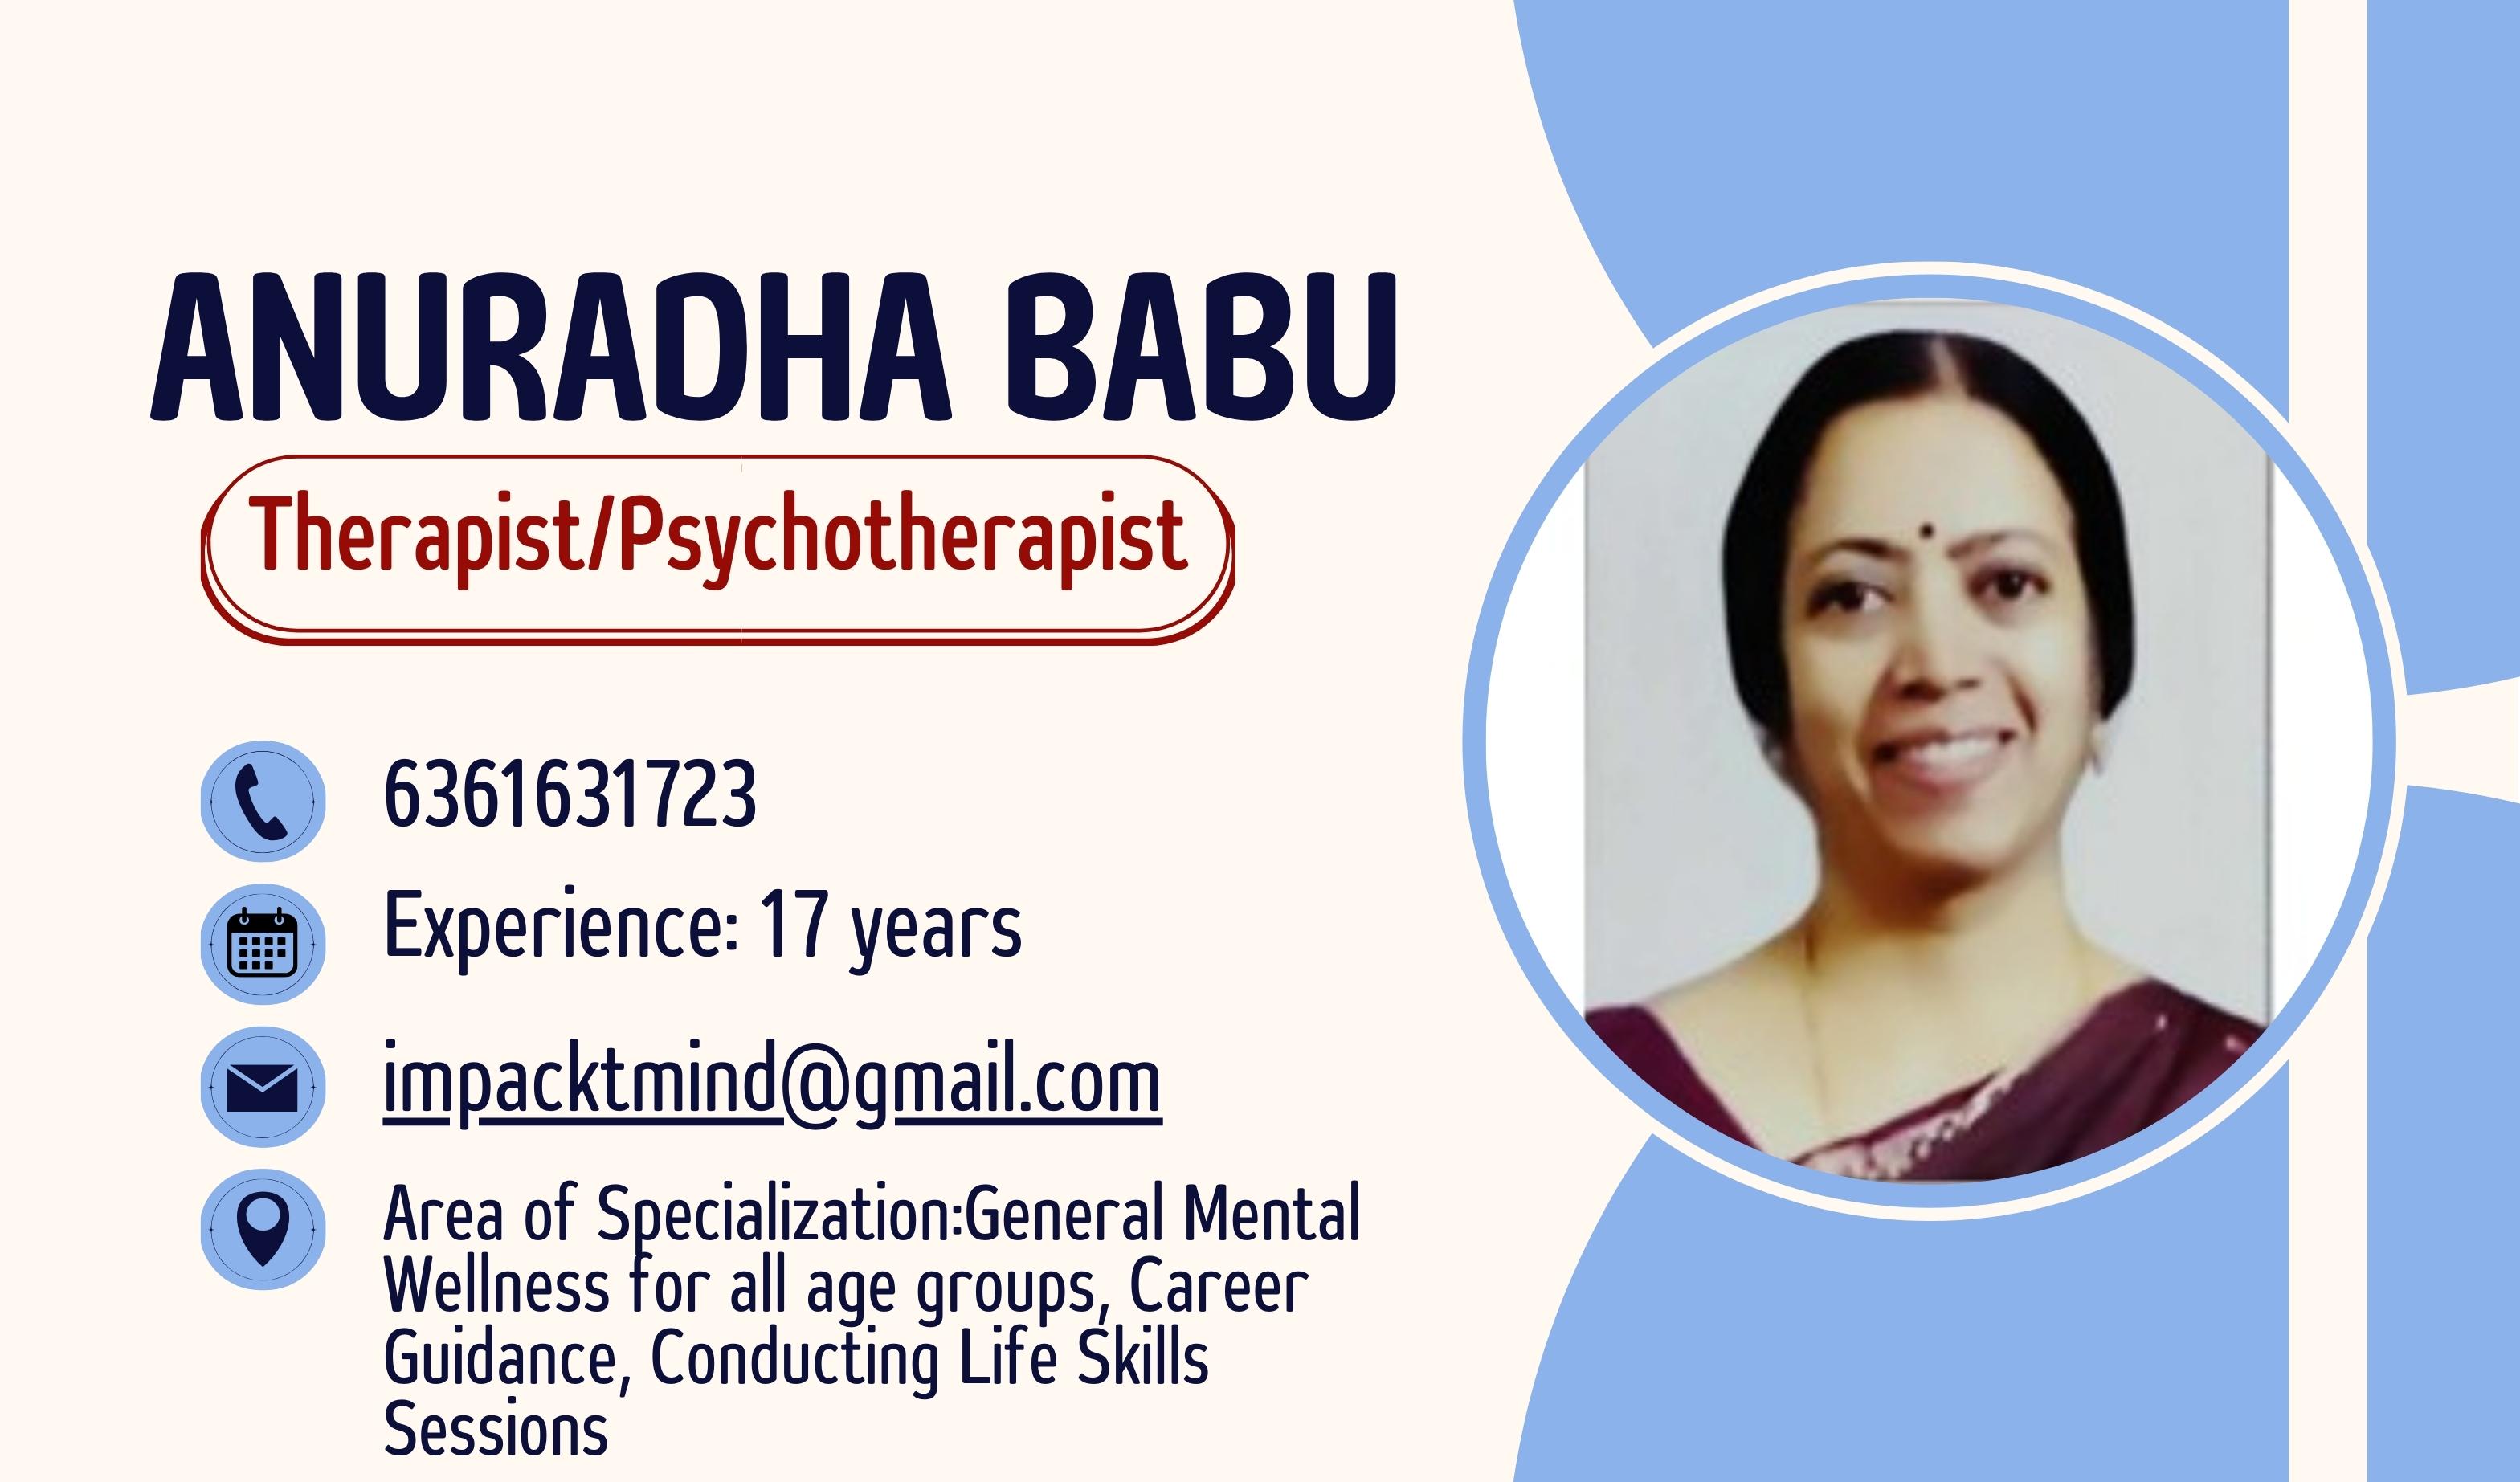 ANURADHA BABU
Therapist/Psychotherapist
6361631723
Experience: 17 years
impacktmind@gmail.com
Area of Specialization:General Mental
Wellness for all age groups, Career
Guidance, Conducting Life Skills
Sessions